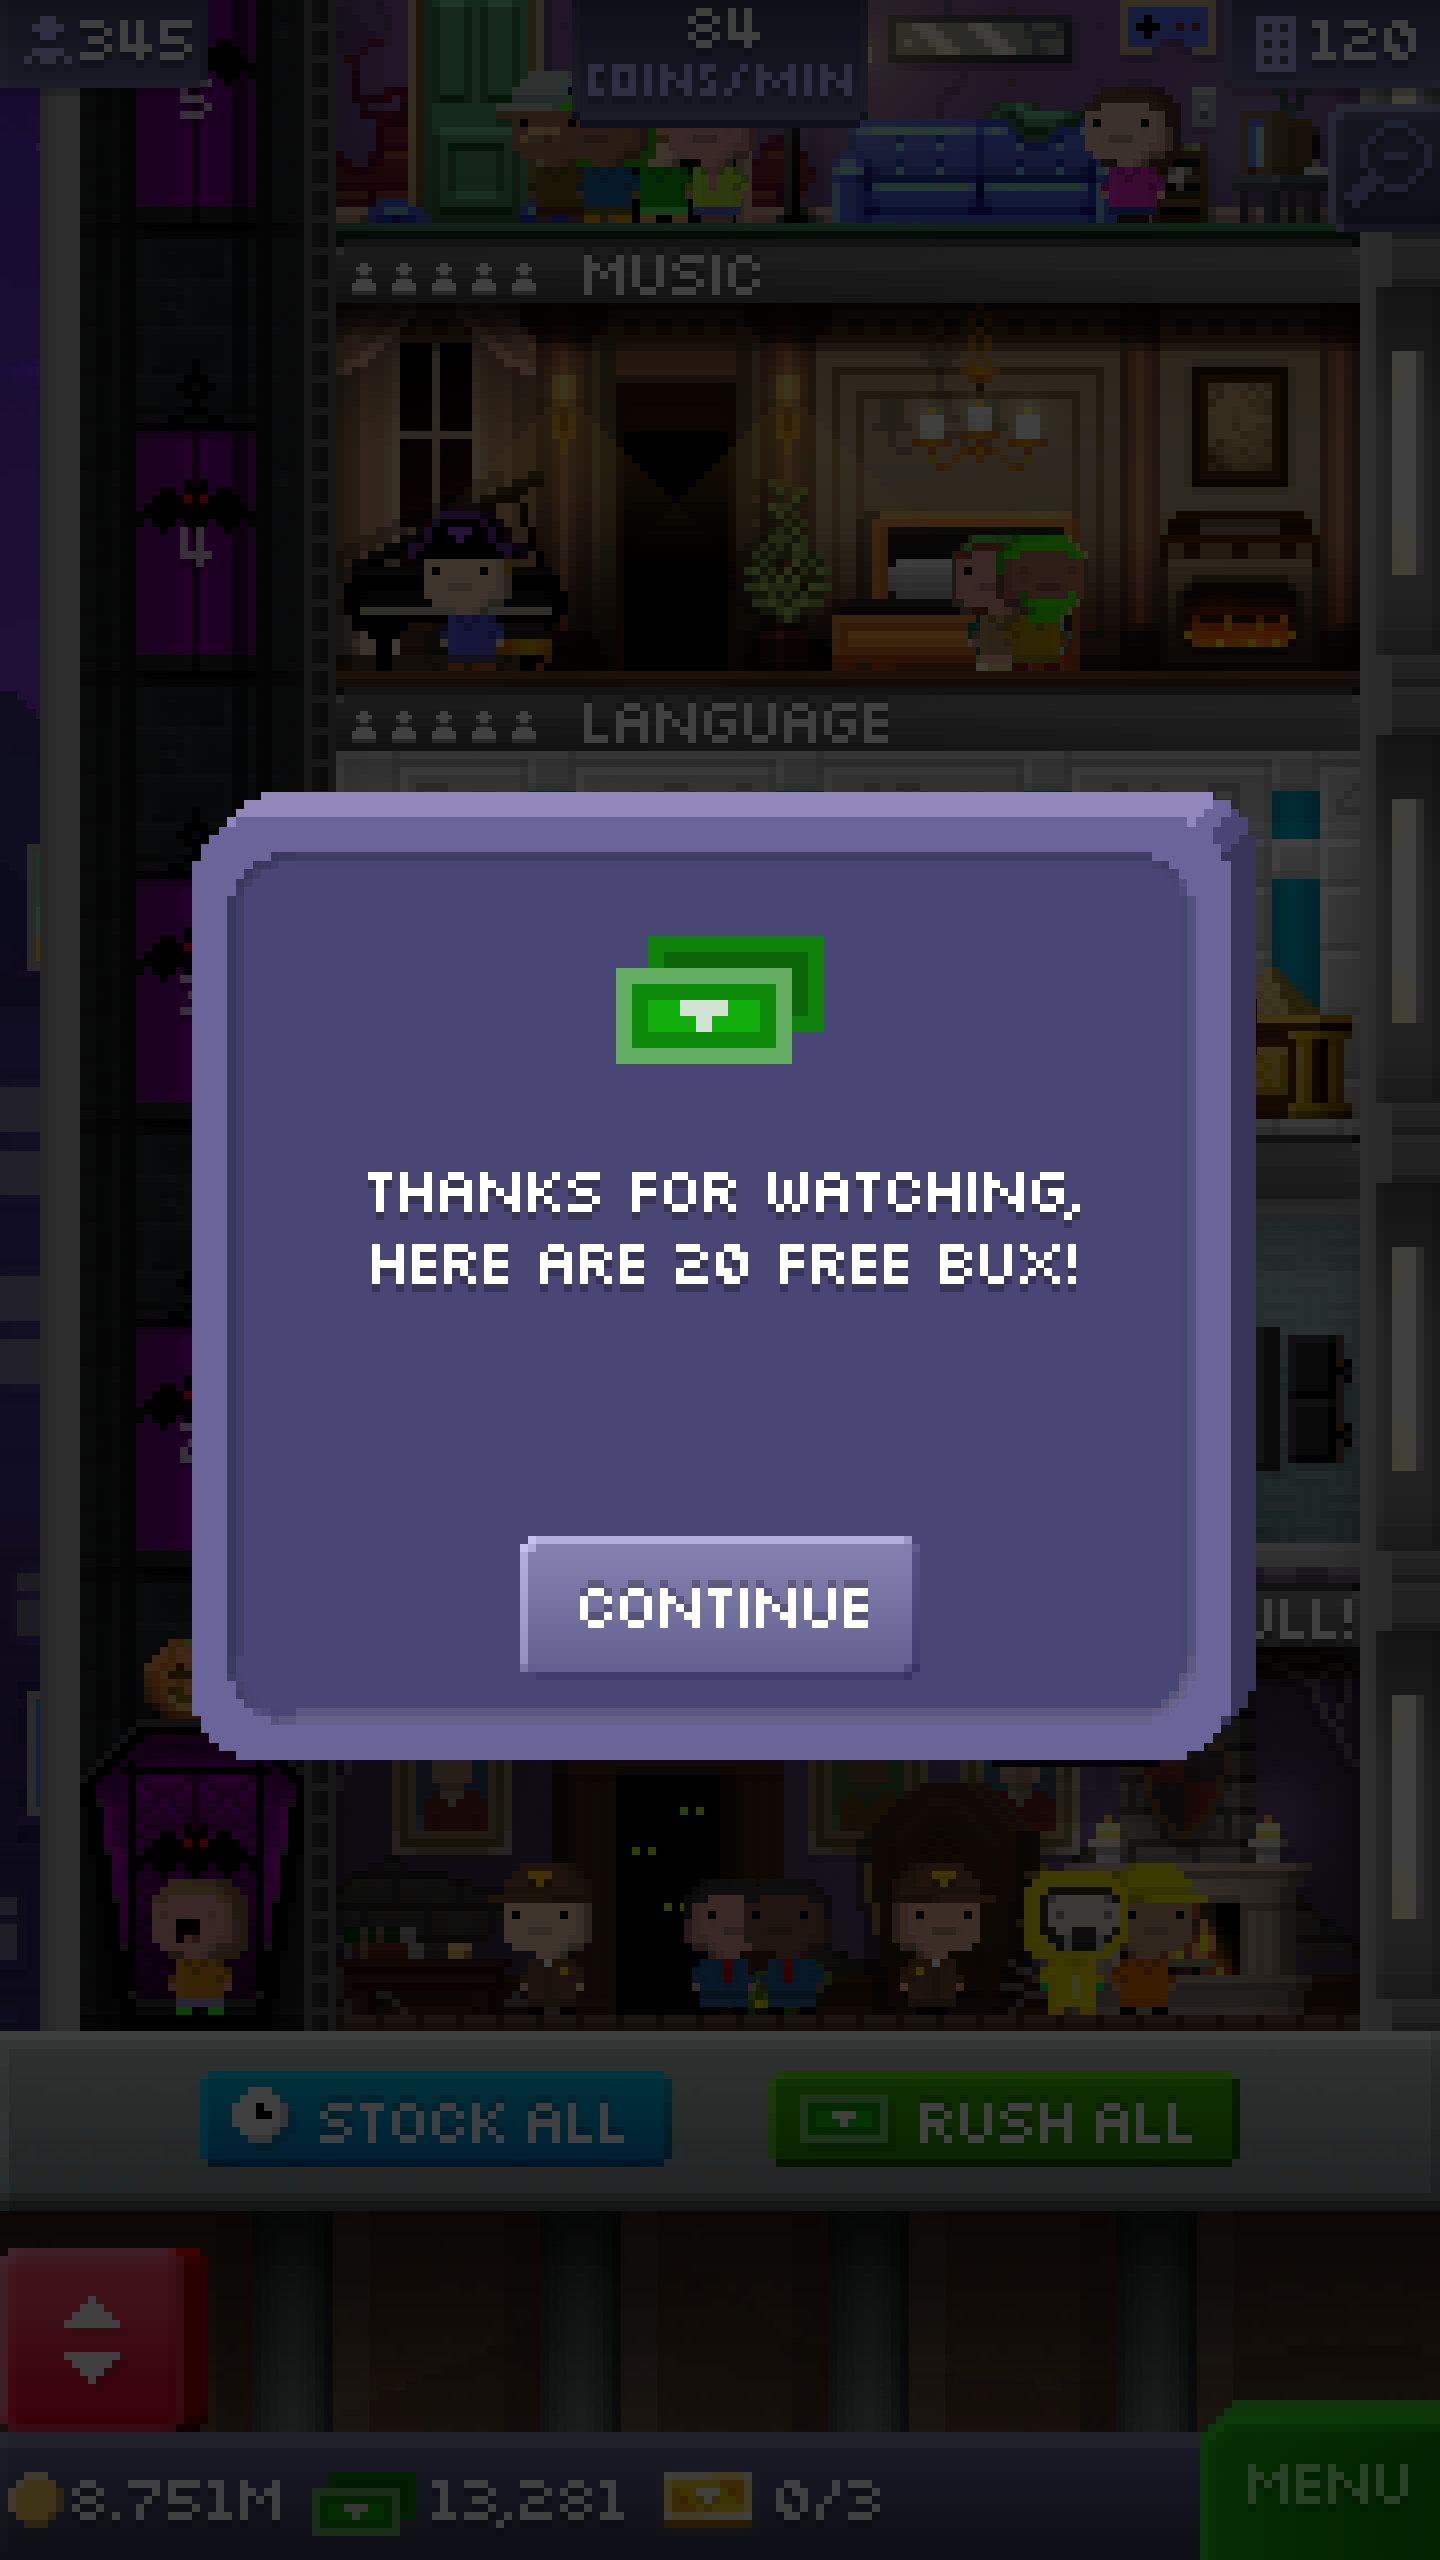 345
84
COINS/MIN
120
5
MUSIC
4
LANGUAGE
THANKS FOR WATCHING,
HERE ARE 20 FREE BUX!
CONTINUE
STOCK ALL
RUSH ALL
8.751M
13,281
0/3
MENU